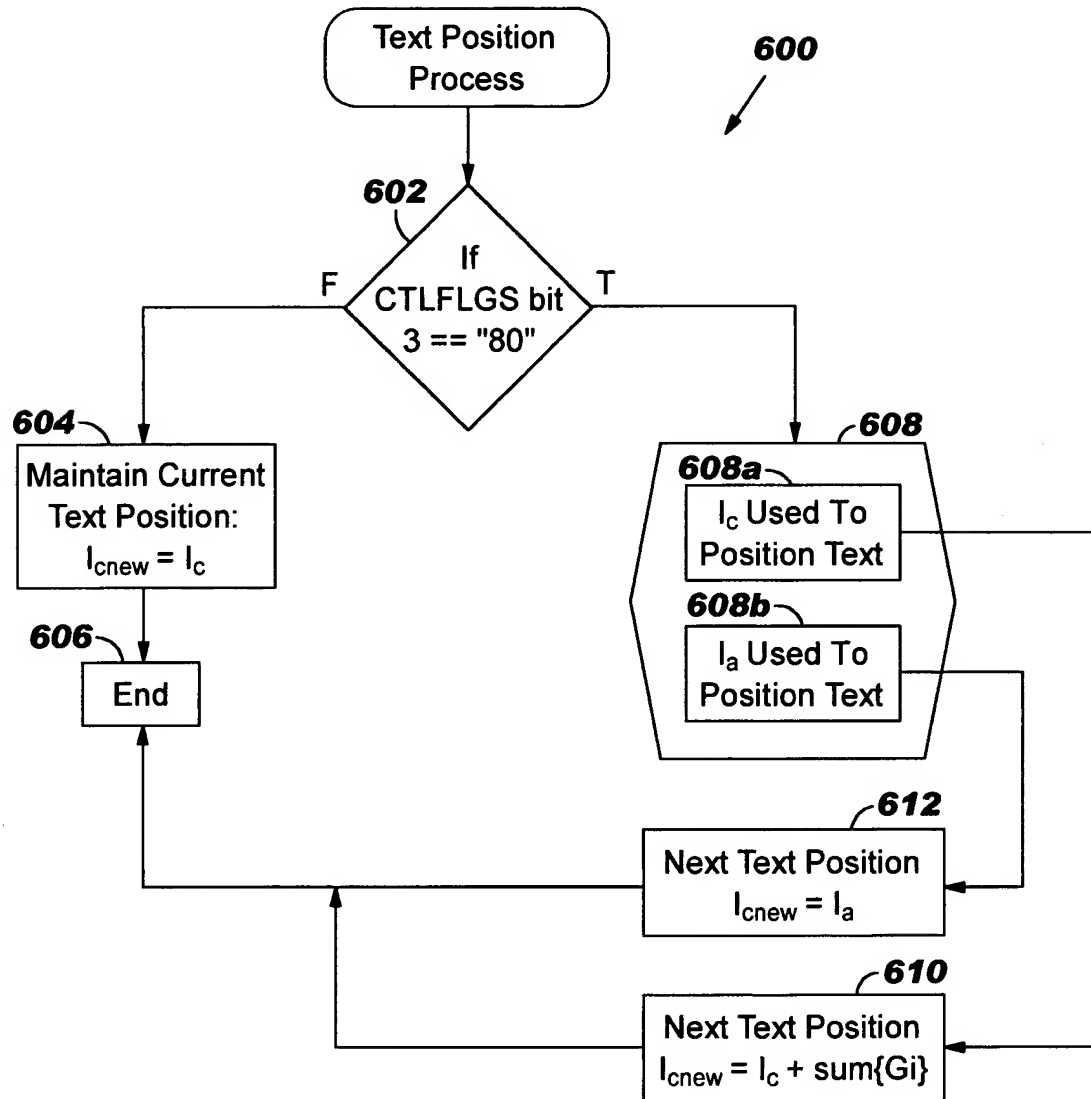 Text Position
Process
600
602
If
CTLFLGS bit
3 == "80"
F
T
604
Maintain Current
Text Position:
Icnew = Ic
606
End
608
608a
Ic Used To
Position Text
608b
Ia Used To
Position Text
612
Next Text Position
Icnew = Ia
610
Next Text Position
Icnew = Ic + sum{Gi}